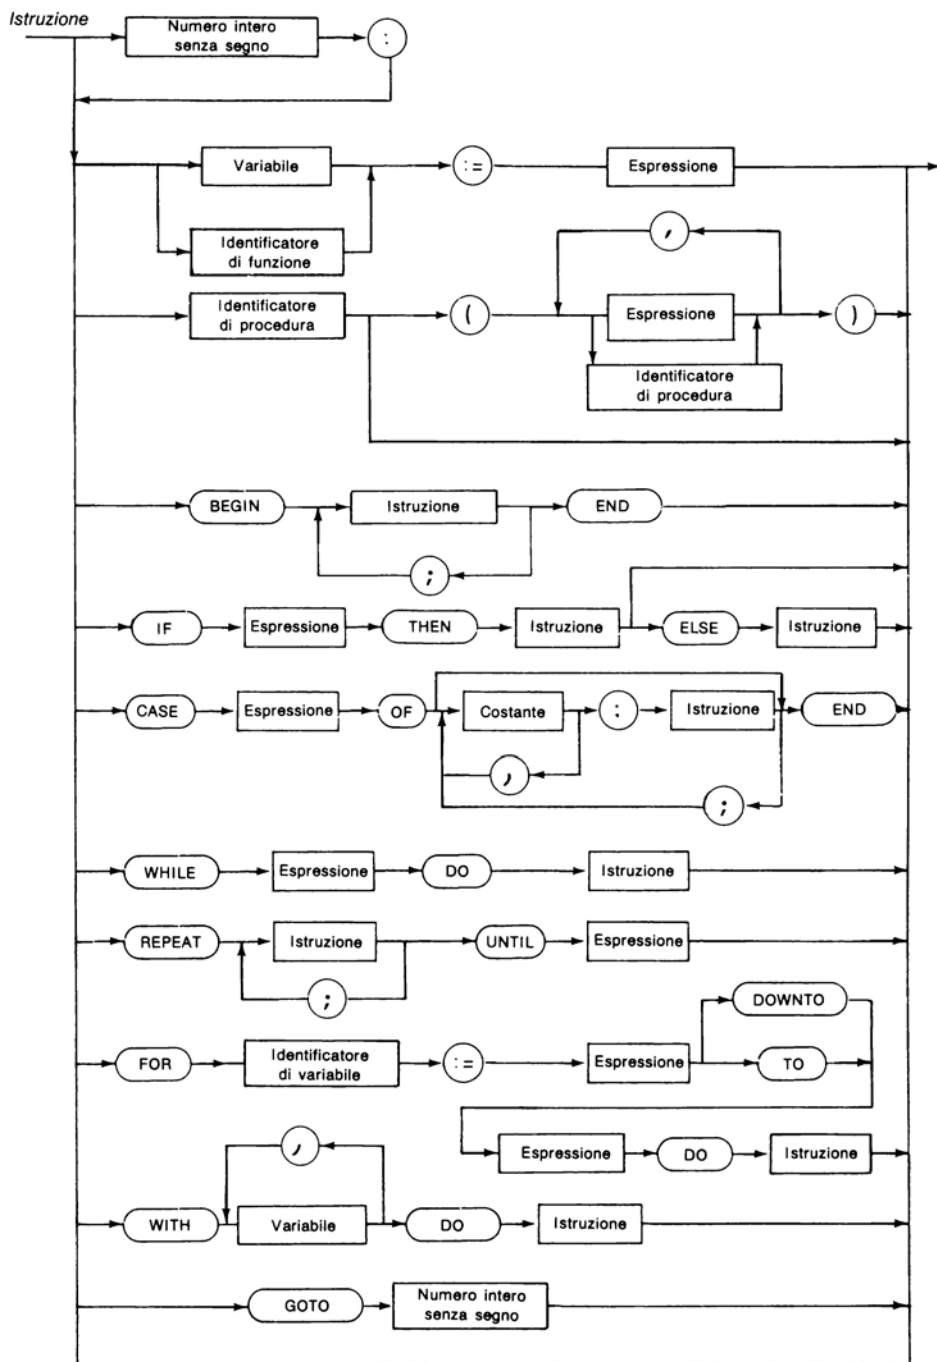 Istruzione
Numero intero
senza segno
:
Variabile
:=
Espressione
Identificatore
di funzione
,
Identificatore
di procedura
(
Espressione
)
Identificatore
di procedura
BEGIN
Istruzione
END
;
IF
Espressione
THEN
Istruzione
ELSE
Istruzione
CASE
Espressione
OF
Costante
:
Istruzione
END
,
;
WHILE
Espressione
DO
Istruzione
REPEAT
Istruzione
UNTIL
Espressione
;
DOWNTO
FOR
Identificatore
di variabile
:=
Espressione
TO
,
Espressione
DO
Istruzione
WITH
Variabile
DO
Istruzione
GOTO
Numero intero
senza segno